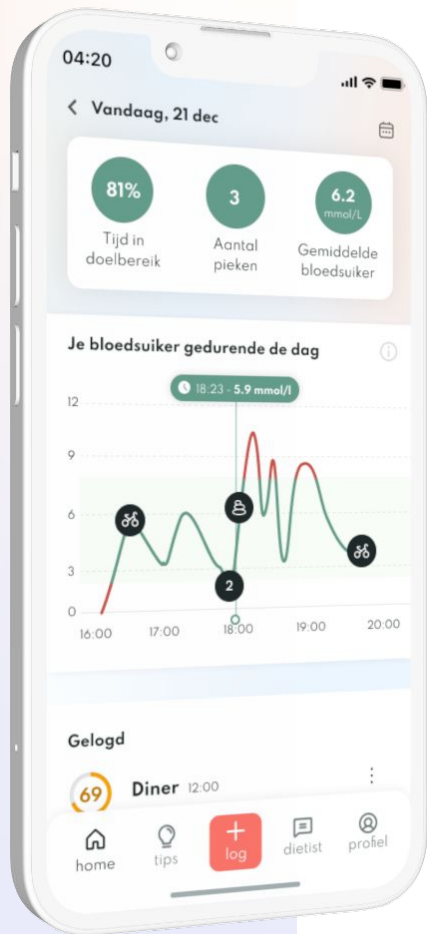 04:20
Vandaag, 21 dec
81%
Tijd in
doelbereik
3
Aantal
pieken
6.2
mmol/L
Gemiddelde
bloedsuiker
Je bloedsuiker gedurende de dag
18:23 - 5.9 mmol/l
12
9
6
3
0
2
16:00
17:00
18:00
19:00
20:00
Gelogd
69
Diner 12:00
home
tips
log
dietist
profiel